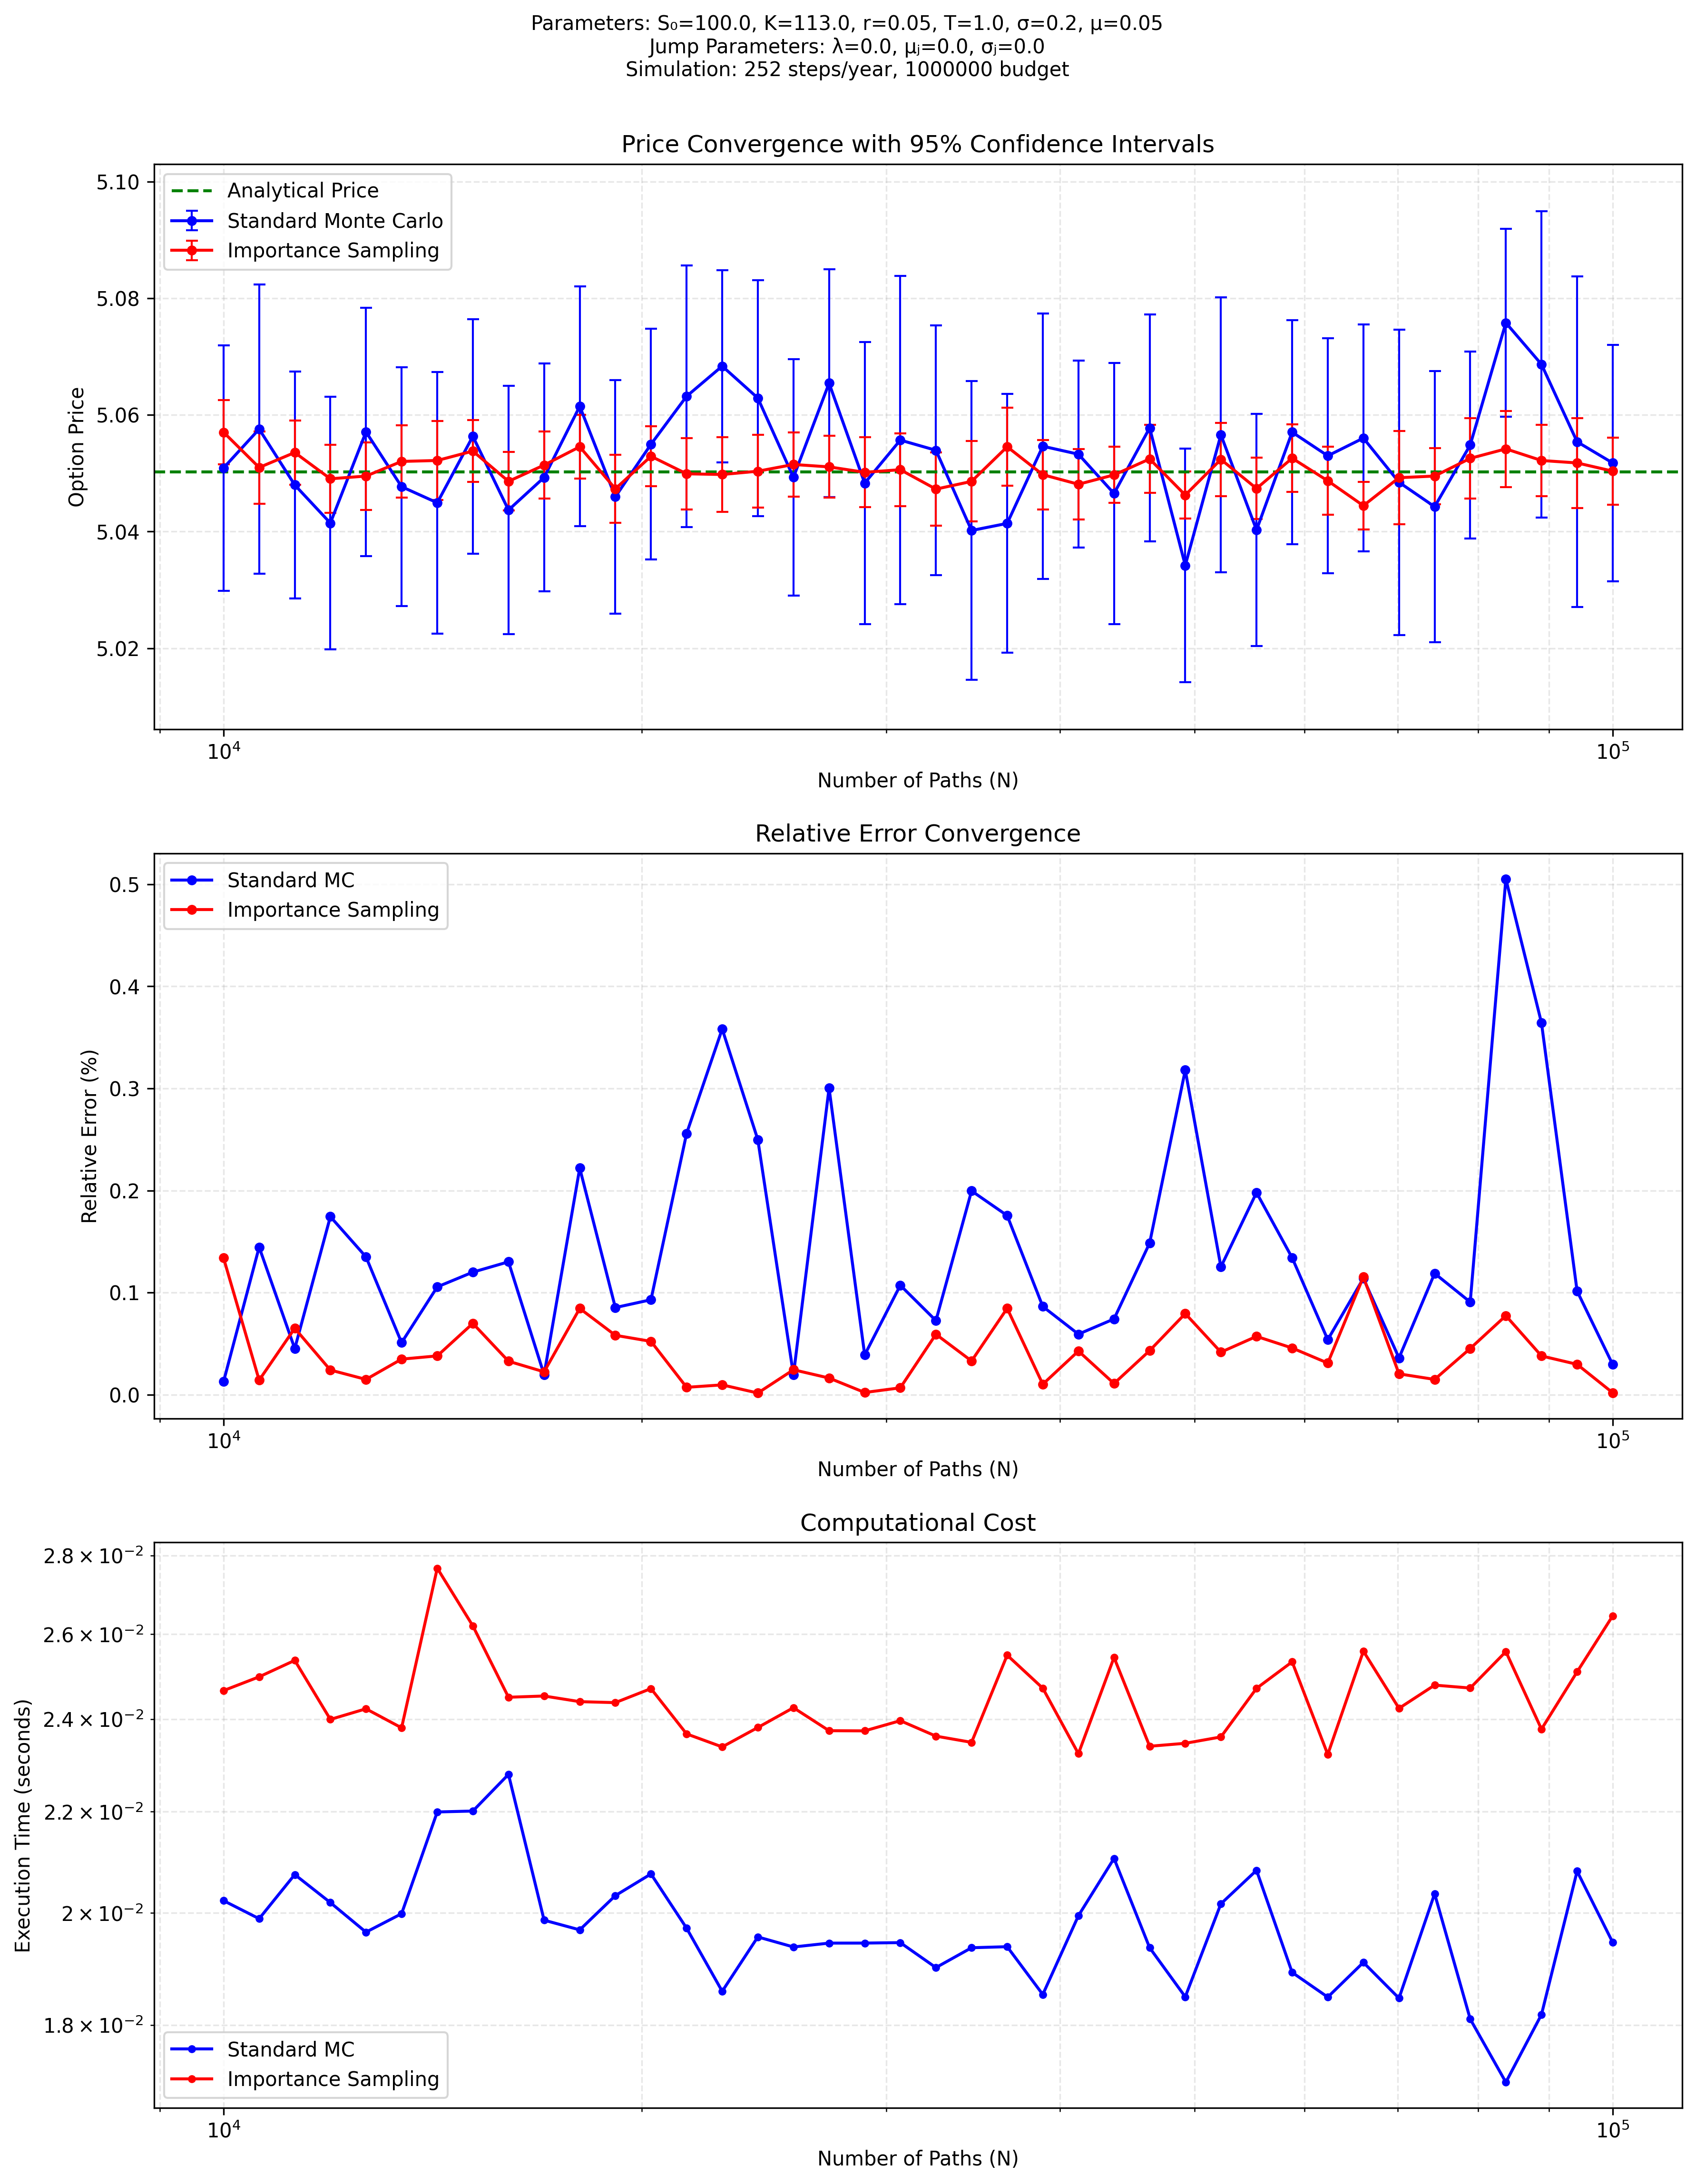 Parameters: S₀=100.0, K=113.0, r=0.05, T=1.0, σ=0.2, μ=0.05
Jump Parameters: λ=0.0, μⱼ=0.0, σⱼ=0.0
Simulation: 252 steps/year, 1000000 budget
Price Convergence with 95% Confidence Intervals
Analytical Price
Standard Monte Carlo
Importance Sampling
5.10
5.08
5.06
5.04
5.02
Option Price
10⁴
10⁵
Number of Paths (N)
Relative Error Convergence
Standard MC
Importance Sampling
0.5
0.4
0.3
0.2
0.1
0.0
Relative Error (%)
10⁴
10⁵
Number of Paths (N)
Computational Cost
2.8 × 10⁻²
2.6 × 10⁻²
2.4 × 10⁻²
2.2 × 10⁻²
2 × 10⁻²
1.8 × 10⁻²
Execution Time (seconds)
Standard MC
Importance Sampling
10⁴
10⁵
Number of Paths (N)